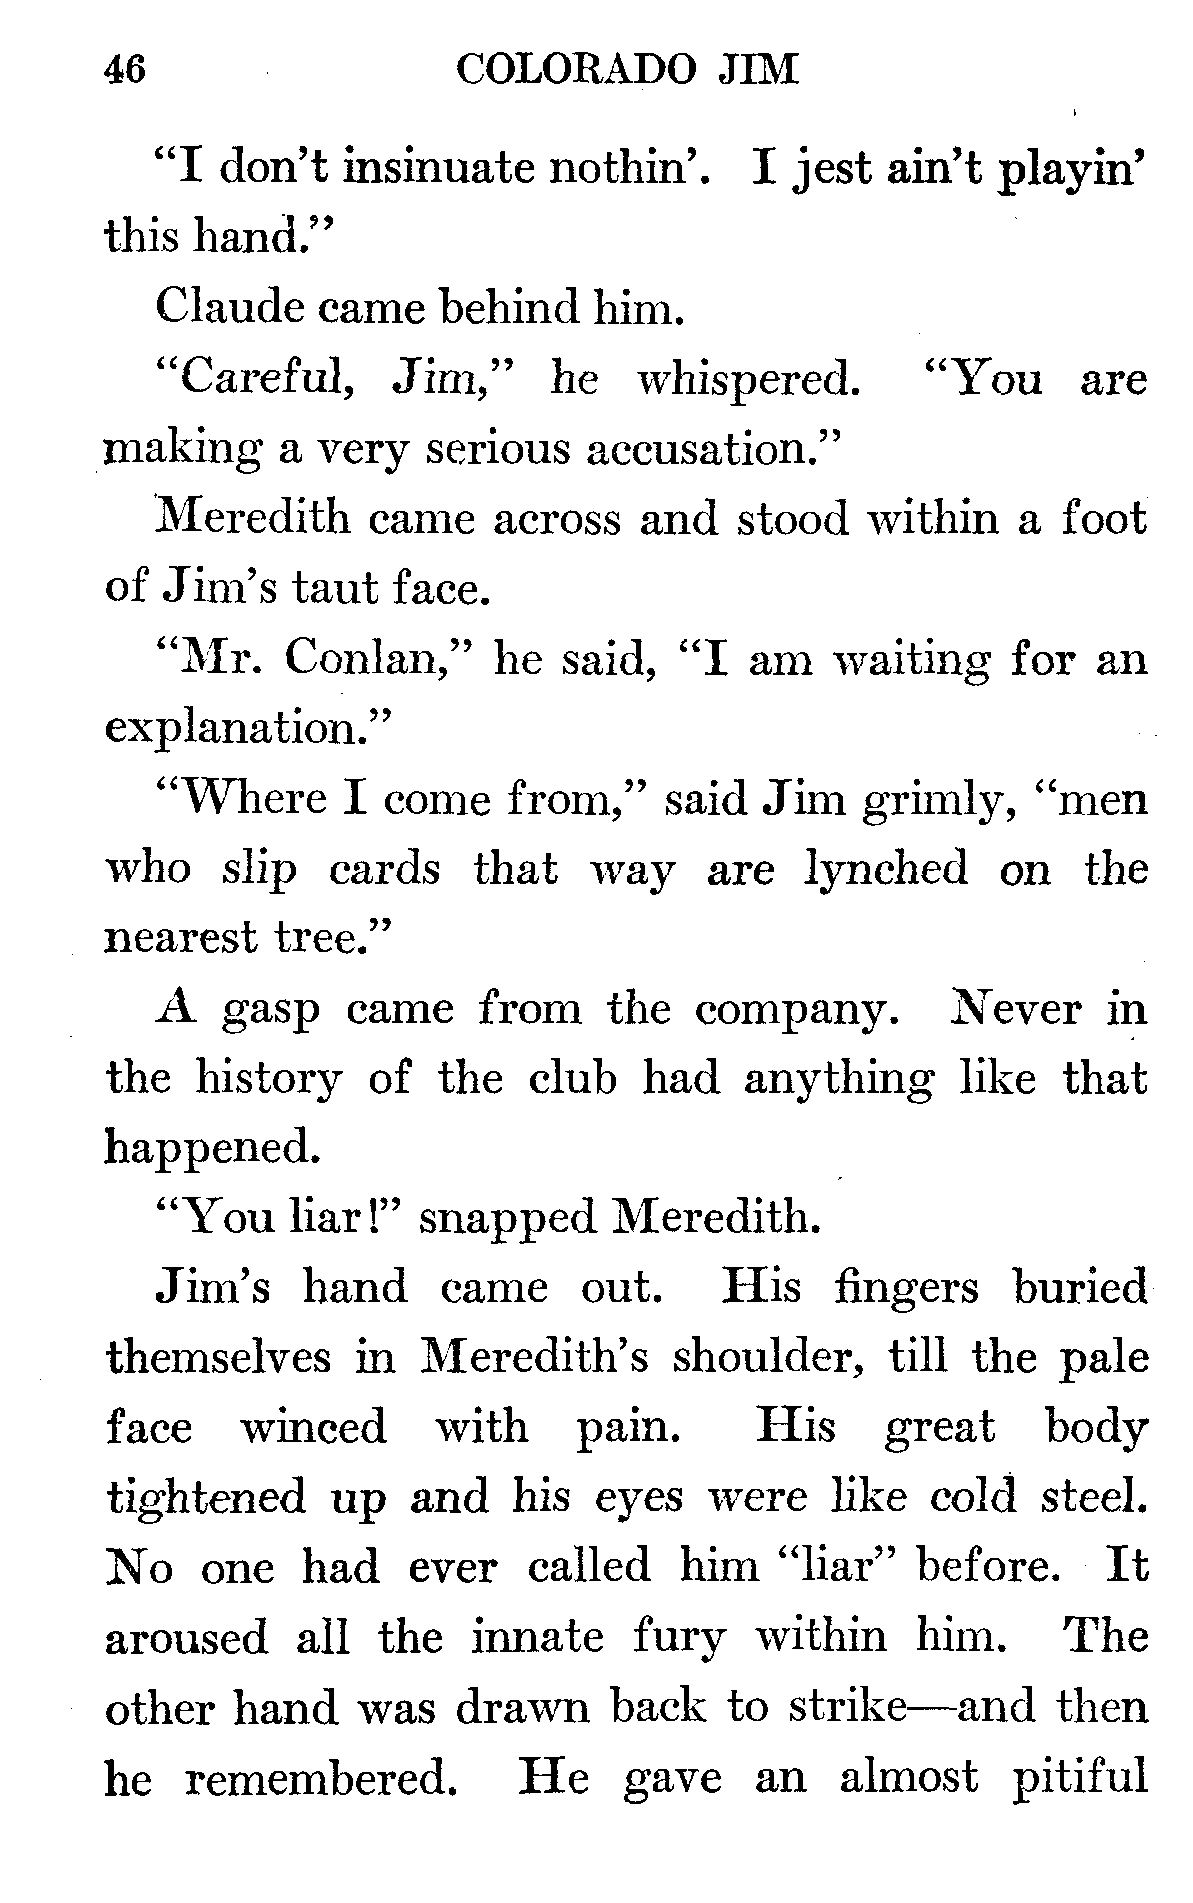 46 COLORADO JIM
“I don’t insinuate nothin’. I jest ain’t playin’
this hand.”
Claude came behind him.
“Careful, Jim,” he whispered. “You are
making a very serious accusation.”
Meredith came across and stood within a foot
of Jim’s taut face.
“Mr. Conlan,” he said, “I am waiting for an
explanation.”
“Where I come from,” said Jim grimly, “men
who slip cards that way are lynched on the
nearest tree.”
A gasp came from the company. Never in
the history of the club had anything like that
happened.
“You liar!” snapped Meredith.
Jim’s hand came out. His fingers buried
themselves in Meredith’s shoulder, till the pale
face winced with pain. His great body
tightened up and his eyes were like cold steel.
No one had ever called him “liar” before. It
aroused all the innate fury within him. The
other hand was drawn back to strike—and then
he remembered. He gave an almost pitiful